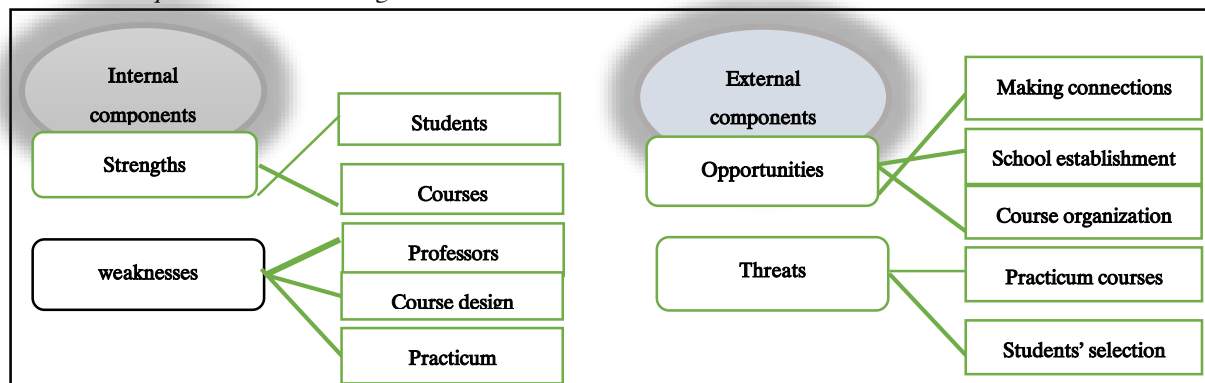 Internal
components
Strengths
Students
Courses
weaknesses
Professors
Course design
Practicum
External
components
Opportunities
Making connections
School establishment
Course organization
Threats
Practicum courses
Students' selection